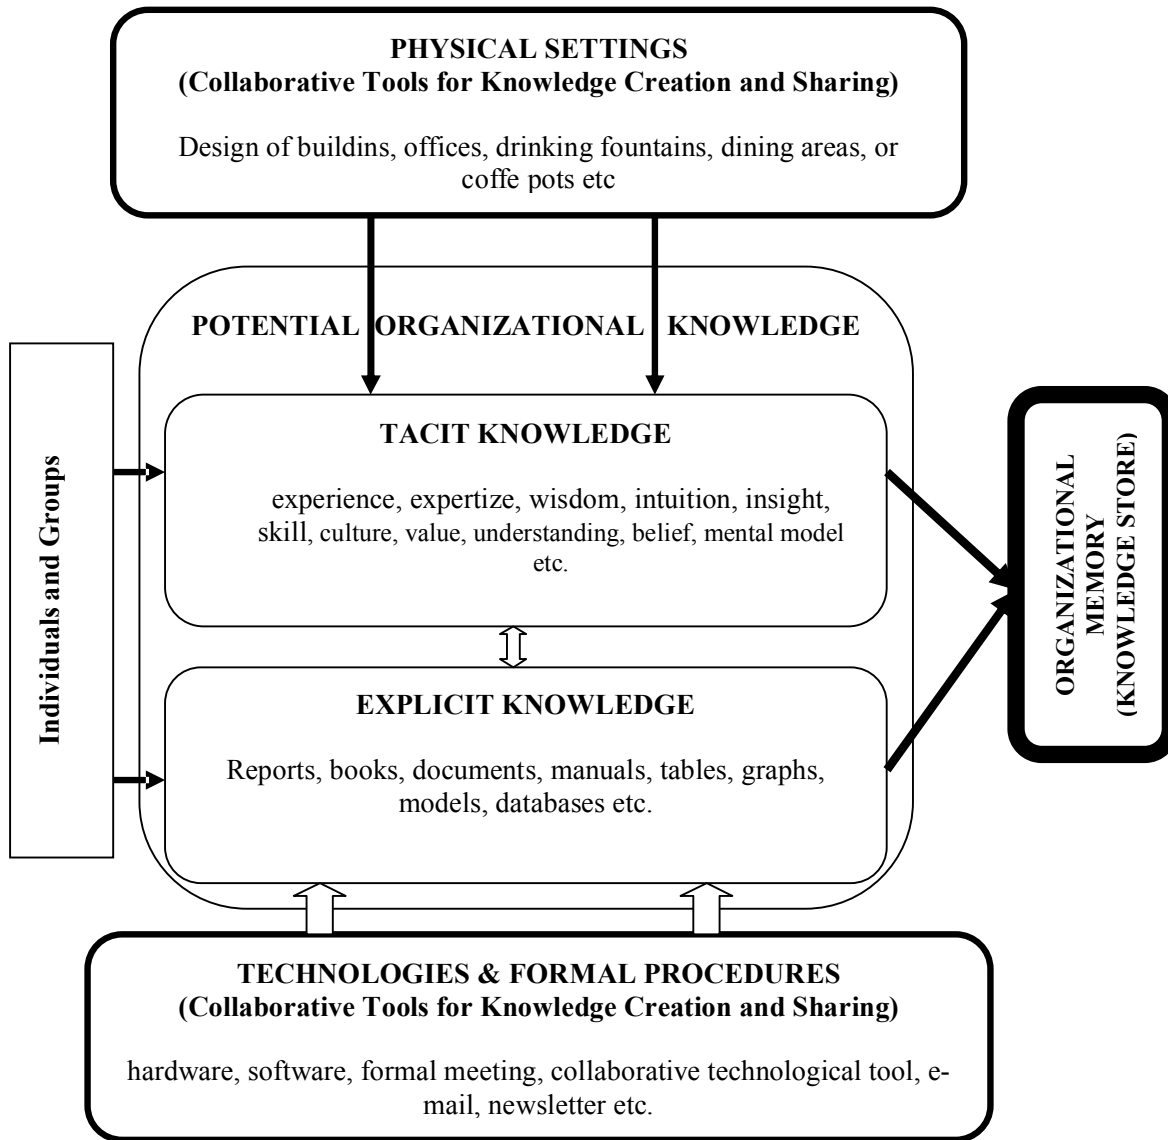 PHYSICAL SETTINGS
(Collaborative Tools for Knowledge Creation and Sharing)
Design of buildins, offices, drinking fountains, dining areas, or
coffe pots etc
POTENTIAL ORGANIZATIONAL KNOWLEDGE
Individuals and Groups
TACIT KNOWLEDGE
experience, expertize, wisdom, intuition, insight,
skill, culture, value, understanding, belief, mental model
etc.
EXPLICIT KNOWLEDGE
Reports, books, documents, manuals, tables, graphs,
models, databases etc.
ORGANIZATIONAL
MEMORY
(KNOWLEDGE STORE)
TECHNOLOGIES & FORMAL PROCEDURES
(Collaborative Tools for Knowledge Creation and Sharing)
hardware, software, formal meeting, collaborative technological tool, e-
mail, newsletter etc.